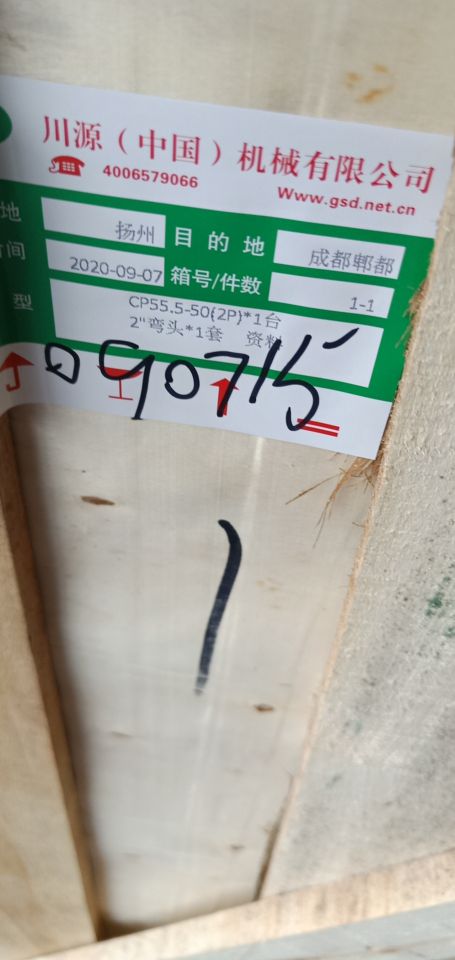 川源（中国）机械有限公司
4006579066
Www.gsd.net.cn
地 扬州 目的地 成都郫都
间 2020-09-07 箱号/件数 1-1
型 CP55.5-50(2P)*1台
2"弯头*1套 资料
090715